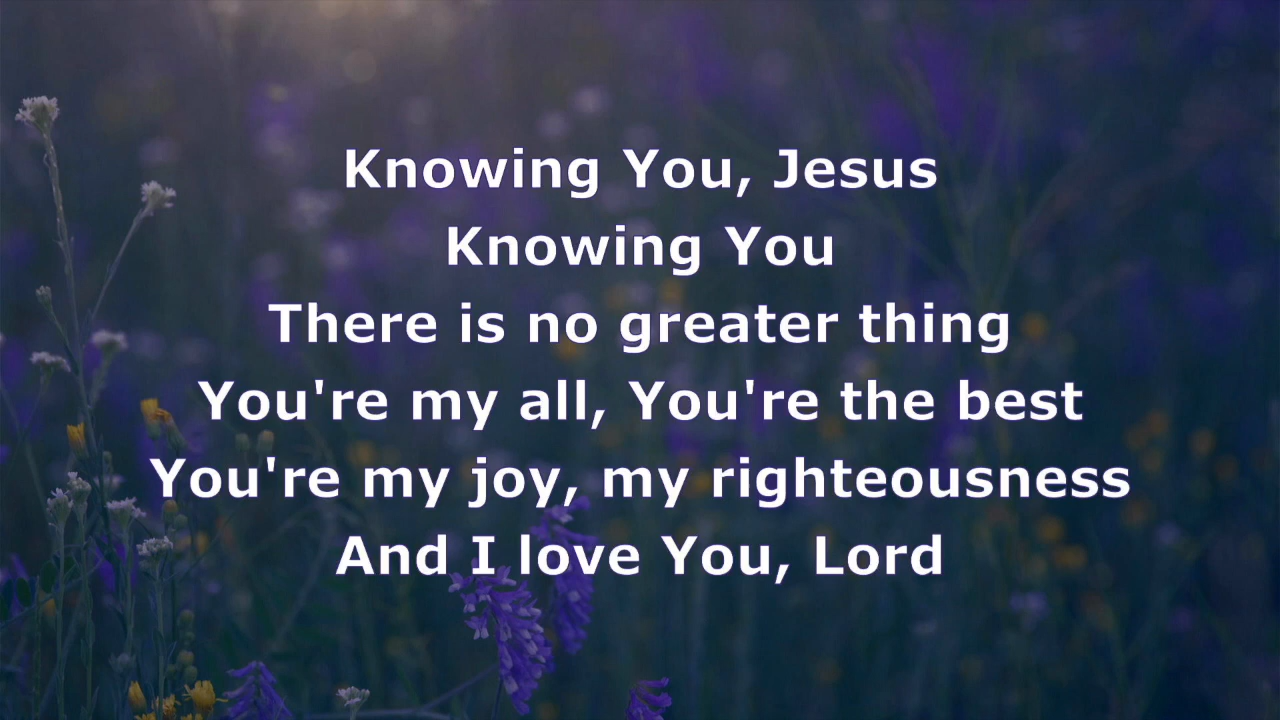 Knowing You, Jesus
Knowing You
There is no greater thing
You're my all, You're the best
You're my joy, my righteousness
And I love You, Lord